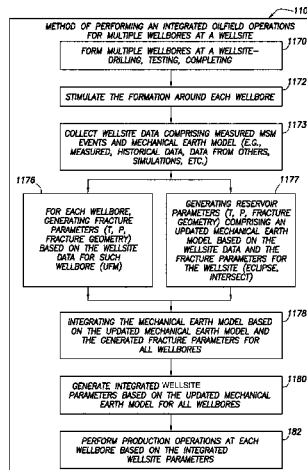 110
METHOD OF PERFORMING AN INTEGRATED OILFIELD OPERATIONS
FOR MULTIPLE WELLBORES AT A WELLSITE
1170
FORM MULTIPLE WELLBORES AT A WELLSITE-
DRILLING, TESTING, COMPLETING
1172
STIMULATE THE FORMATION AROUND EACH WELLBORE
1173
COLLECT WELLSITE DATA COMPRISING MEASURED MSM
EVENTS AND MECHANICAL EARTH MODEL (E.G.,
MEASURED, HISTORICAL DATA, DATA FROM OTHERS,
SIMULATIONS, ETC.)
1176
FOR EACH WELLBORE,
GENERATING FRACTURE
PARAMETERS (T, P,
FRACTURE GEOMETRY)
BASED ON THE WELLSITE
DATA FOR SUCH
WELLBORE (UFM)
1177
GENERATING RESERVOIR
PARAMETERS (T, P, FRACTURE
GEOMETRY) COMPRISING AN
UPDATED MECHANICAL EARTH
MODEL BASED ON THE
WELLSITE DATA AND THE
FRACTURE PARAMETERS FOR
THE WELLSITE (ECLIPSE,
INTERSECT)
1178
INTEGRATING THE MECHANICAL EARTH MODEL BASED
ON THE UPDATED MECHANICAL EARTH MODEL AND
THE GENERATED FRACTURE PARAMETERS FOR
ALL WELLBORES
1180
GENERATE INTEGRATED WELLSITE
PARAMETERS BASED ON THE UPDATED MECHANICAL
EARTH MODEL FOR ALL WELLBORES
182
PERFORM PRODUCTION OPERATIONS AT EACH
WELLBORE BASED ON THE INTEGRATED
WELLSITE PARAMETERS